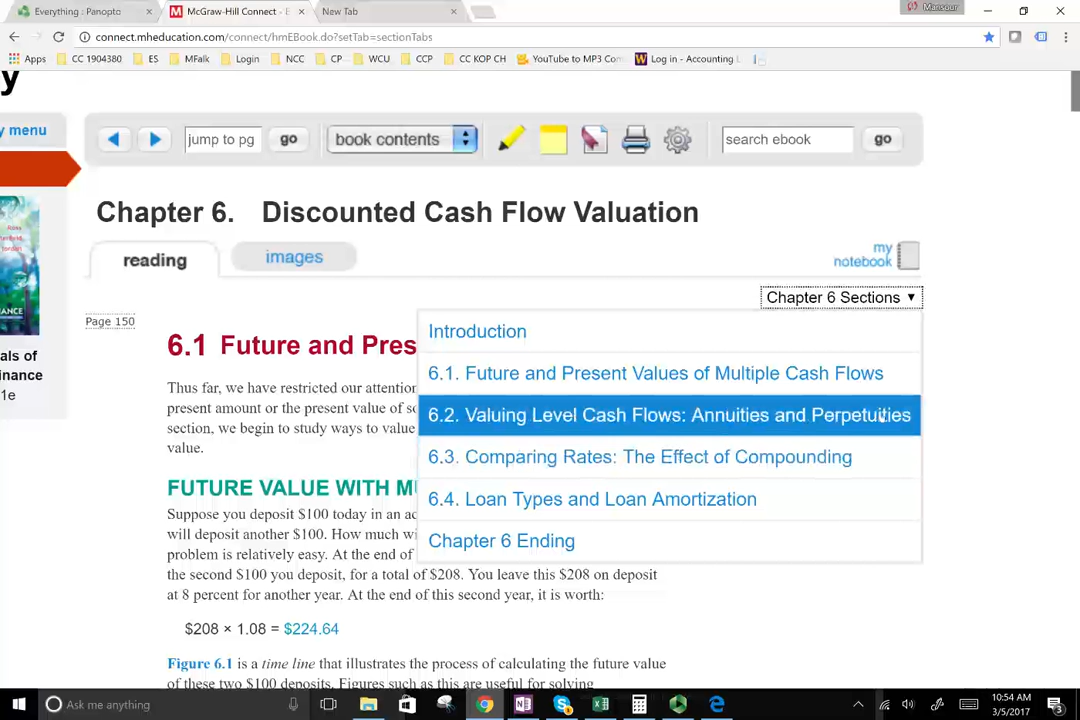 Everything : Panopto
McGraw-Hill Connect - E
New Tab
Mansour
connect.mheducation.com/connect/hmEBook.do?setTab=sectionTabs
Apps CC 1904380 ES MFalk Login NCC CP WCU CCP CC KOP CH YouTube to MP3 Con Log in - Accounting L
y
y menu
jump to pg go book contents search ebook go
Chapter 6. Discounted Cash Flow Valuation
reading images my
notebook
Chapter 6 Sections ▼
Page 150
Introduction
6.1 Future and Pres
6.1. Future and Present Values of Multiple Cash Flows
Thus far, we have restricted our attention
present amount or the present value of so
6.2. Valuing Level Cash Flows: Annuities and Perpetuities
section, we begin to study ways to value
value.
6.3. Comparing Rates: The Effect of Compounding
FUTURE VALUE WITH MU
6.4. Loan Types and Loan Amortization
Suppose you deposit $100 today in an ac
will deposit another $100. How much wi
Chapter 6 Ending
problem is relatively easy. At the end of
the second $100 you deposit, for a total of $208. You leave this $208 on deposit
at 8 percent for another year. At the end of this second year, it is worth:
$208 × 1.08 = $224.64
Figure 6.1 is a time line that illustrates the process of calculating the future value
of these two $100 deposits. Figures such as this are useful for solving
als of
inance
1e
Ask me anything
10:54 AM
3/5/2017